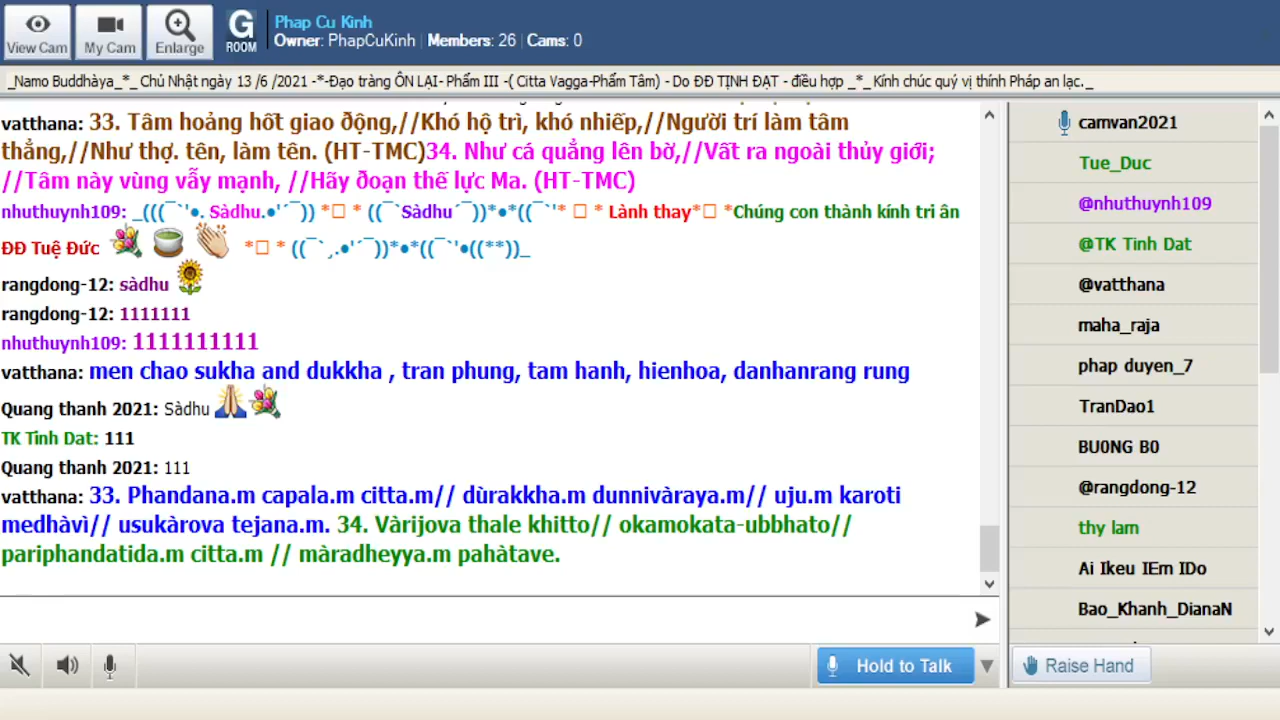 View Cam
My Cam
Enlarge
G
ROOM
Phap Cu Kinh
Owner: PhapCuKinh Members: 26 Cams: 0
_Namo Buddhàya_*_ Chủ Nhật ngày 13 /6 /2021 -*-Đạo tràng ÔN LẠI- Phẩm III -( Citta Vagga-Phẩm Tâm) - Do ĐĐ TỊNH ĐẠT - điều hợp _*_Kính chúc quý vị thính Pháp an lạc._
vatthana: 33. Tâm hoảng hốt giao ðộng,//Khó hộ trì, khó nhiếp,//Người trí làm tâm
thẳng,//Như thợ. tên, làm tên. (HT-TMC)34. Như cá quẳng lên bờ,//Vất ra ngoài thủy giới;
//Tâm này vùng vẫy mạnh, //Hãy ðoạn thế lực Ma. (HT-TMC)
nhuthuynh109: _(((¯`'•. Sàdhu.•'´¯)) *▯ * ((¯`Sàdhu´¯))*•*((¯`'* ▯ * Lành thay*▯ *Chúng con thành kính tri ân
ĐĐ Tuệ Đức *▯ * ((¯`¸.•'´¯))*•*((¯`'•((**))_
rangdong-12: sàdhu
rangdong-12: 1111111
nhuthuynh109: 1111111111
vatthana: men chao sukha and dukkha , tran phung, tam hanh, hienhoa, danhanrang rung
Quang thanh 2021: Sàdhu
TK Tinh Dat: 111
Quang thanh 2021: 111
vatthana: 33. Phandana.m capala.m citta.m// dùrakkha.m dunnivàraya.m// uju.m karoti
medhàvì// usukàrova tejana.m. 34. Vàrijova thale khitto// okamokata-ubbhato//
pariphandatida.m citta.m // màradheyya.m pahàtave.
Hold to Talk
camvan2021
Tue_Duc
@nhuthuynh109
@TK Tinh Dat
@vatthana
maha_raja
phap duyen_7
TranDao1
BU0NG B0
@rangdong-12
thy lam
Ai Ikeu IEm IDo
Bao_Khanh_DianaN
Raise Hand